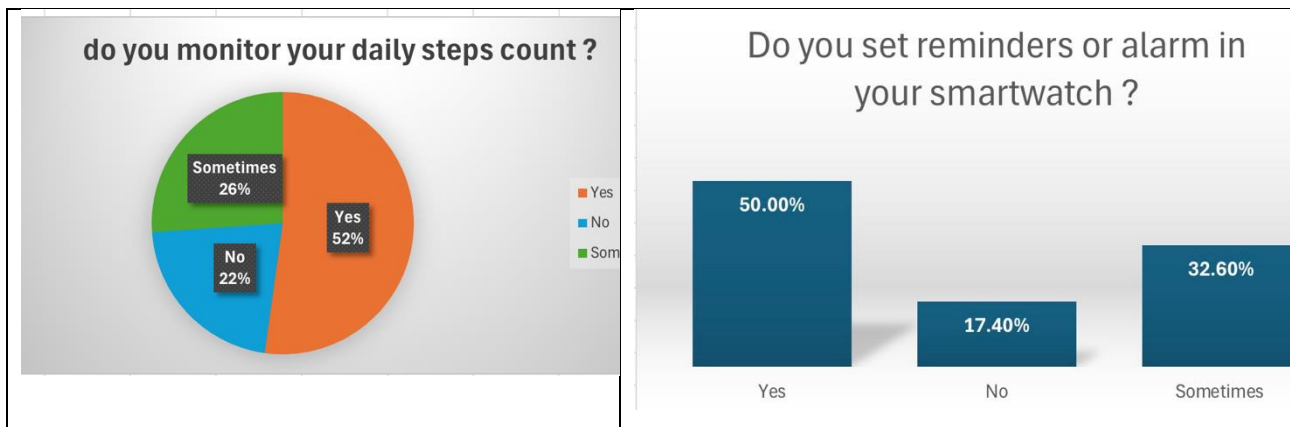 do you monitor your daily steps count ?
Sometimes
26%
Yes
52%
No
22%
Yes
No
Som
Do you set reminders or alarm in
your smartwatch ?
50.00%
17.40%
32.60%
Yes
No
Sometimes